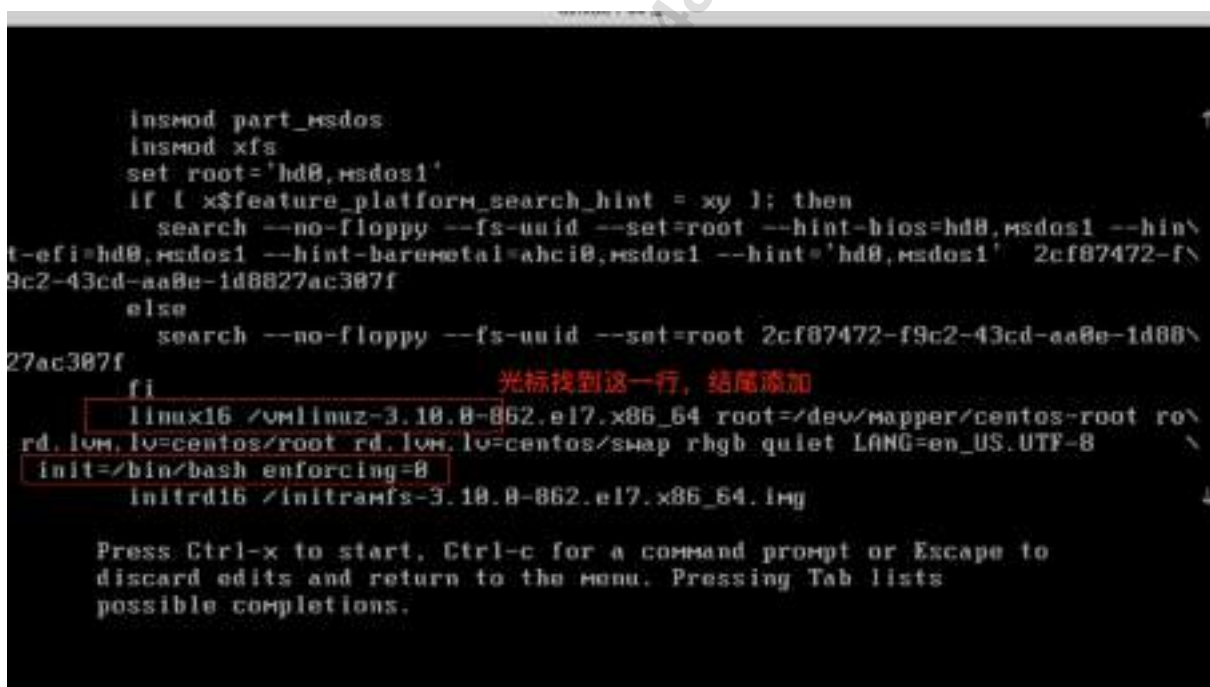 insmod part_msdos
insmod xfs
set root='hd0,msdos1'
if [ x$feature_platform_search_hint = xy ]; then
search --no-floppy --fs-uuid --set=root --hint-bios=hd0,msdos1 --hin\
t-efi=hd0,msdos1 --hint-baremetal=ahci0,msdos1 --hint='hd0,msdos1' 2cf87472-f\
9c2-43cd-aa0e-1d8827ac307f
else
search --no-floppy --fs-uuid --set=root 2cf87472-f9c2-43cd-aa0e-1d88\
27ac307f
fi
光标找到这一行，结尾添加
linux16 /vmlinuz-3.10.0-862.el7.x86_64 root=/dev/mapper/centos-root ro\
rd.lvm.lv=centos/root rd.lvm.lv=centos/swap rhgb quiet LANG=en_US.UTF-8 \
init=/bin/bash enforcing=0
initrd16 /initramfs-3.10.0-862.el7.x86_64.img
Press Ctrl-x to start, Ctrl-c for a command prompt or Escape to
discard edits and return to the menu. Pressing Tab lists
possible completions.